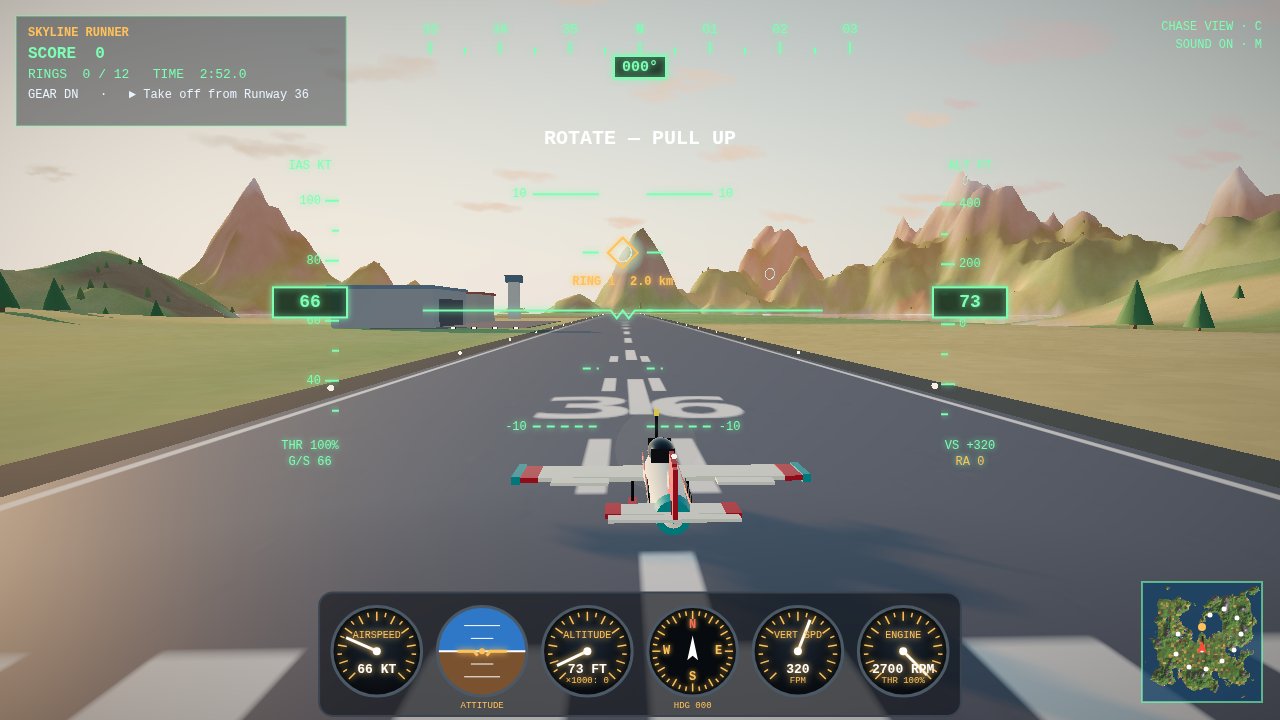 SKYLINE RUNNER
SCORE 0
RINGS 0 / 12 TIME 2:52.0
GEAR DN · ▶ Take off from Runway 36
35 N 01 02 03
000°
CHASE VIEW · C
SOUND ON · M
ROTATE — PULL UP
IAS KT
10 10
100
80
60
40
66
400
200
0
73
RING 1 2.0 km
36
-10 -10
THR 100%
G/S 66
VS +320
RA 0
AIRSPEED
66 KT
ATTITUDE
ALTITUDE
73 FT
×1000: 0
N
W E
S
HDG 000
VERT SPD
320
FPM
ENGINE
2700 RPM
THR 100%